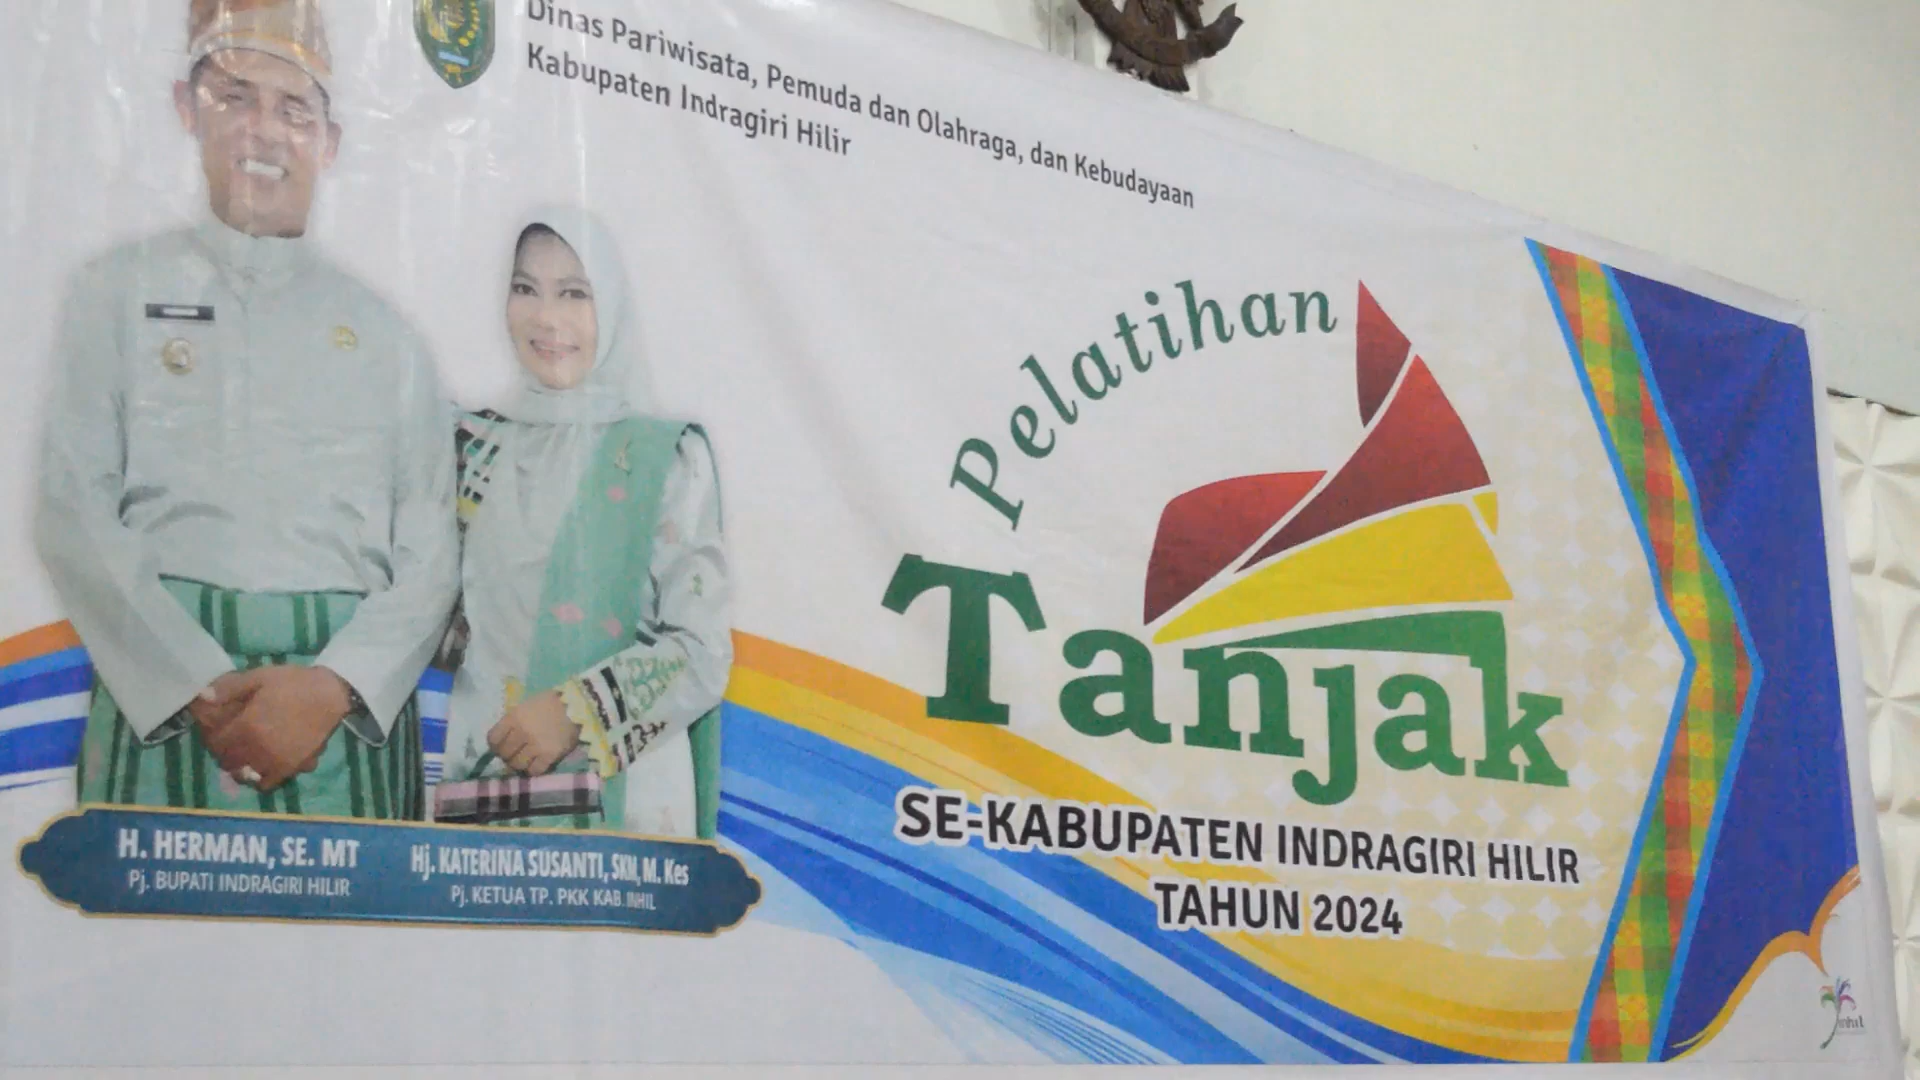 Dinas Pariwisata, Pemuda dan Olahraga, dan Kebudayaan
Kabupaten Indragiri Hilir
Pelatihan
Tanjak
SE-KABUPATEN INDRAGIRI HILIR
TAHUN 2024
H. HERMAN, SE. MT
Pj. BUPATI INDRAGIRI HILIR
Hj. KATERINA SUSANTI, SKM, M. Kes
Pj. KETUA TP. PKK KAB. INHIL
inhil